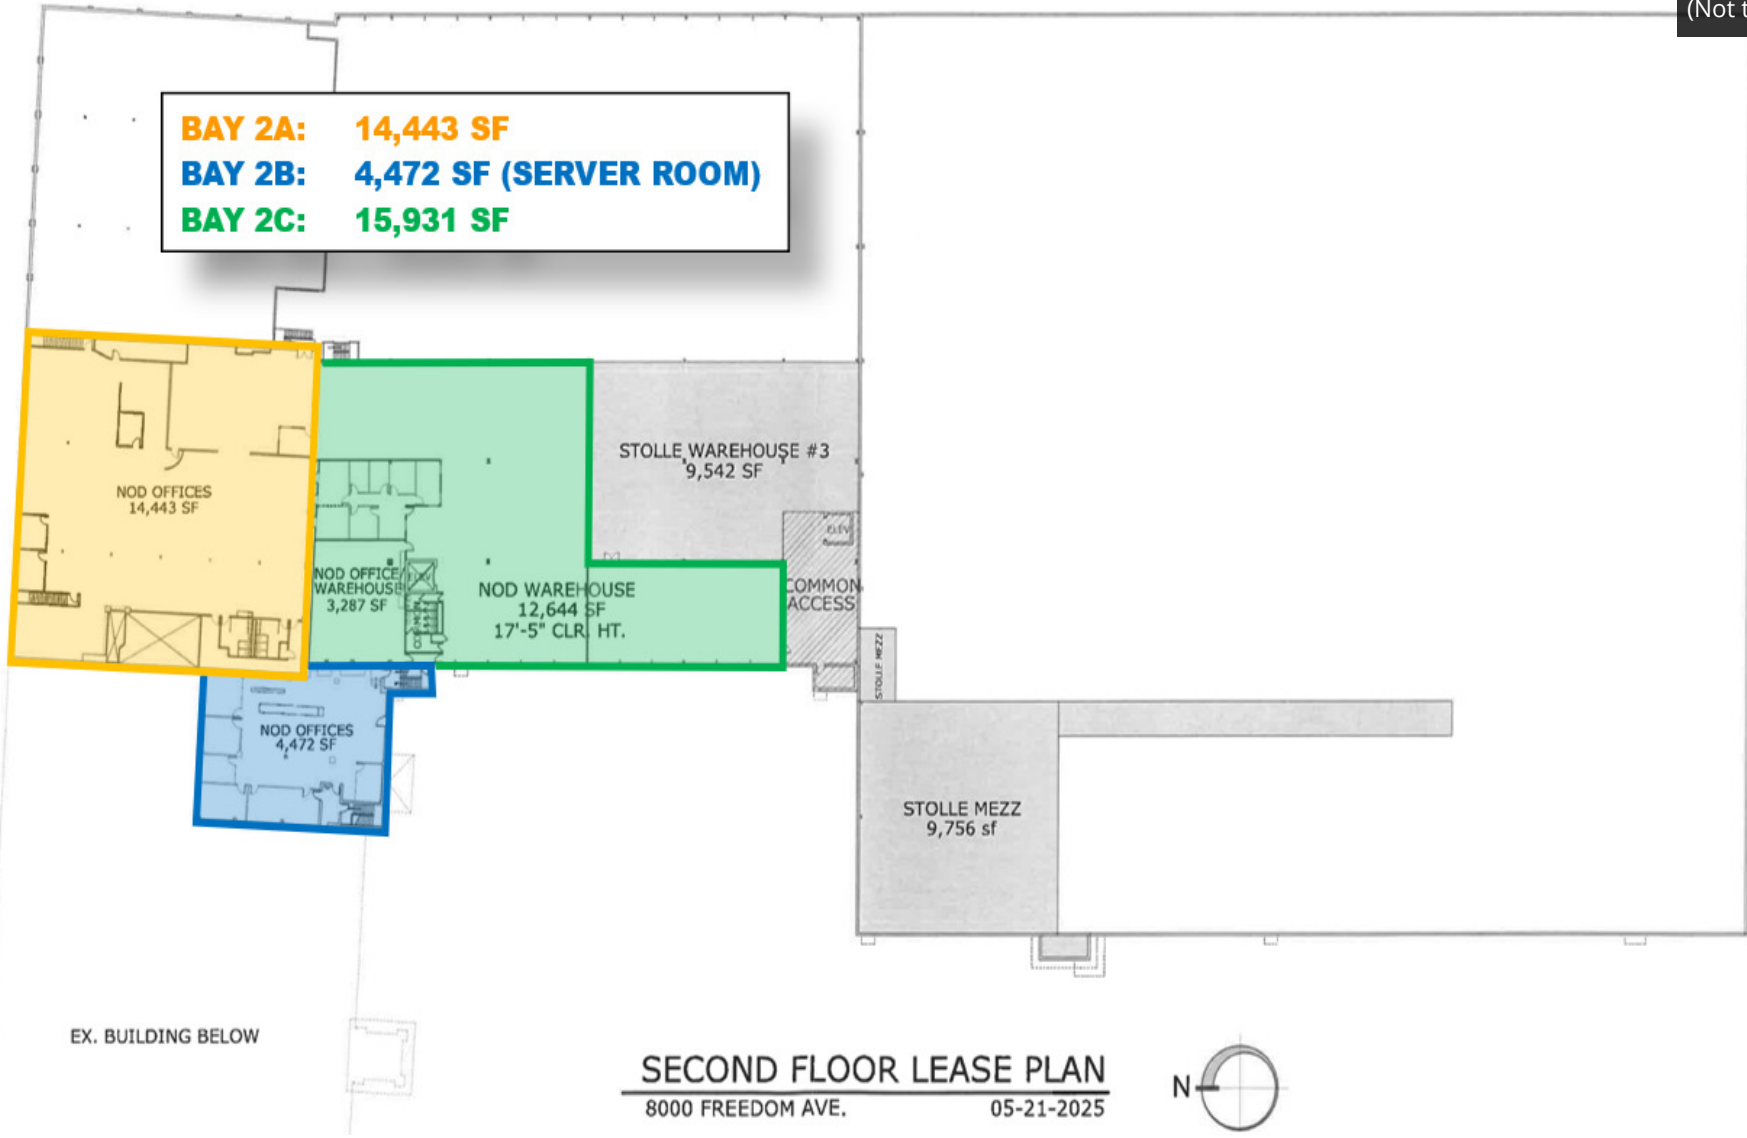 (Not t
BAY 2A: 14,443 SF
BAY 2B: 4,472 SF (SERVER ROOM)
BAY 2C: 15,931 SF
STOLLE WAREHOUSE #3
9,542 SF
ELEV
NOD OFFICES
14,443 SF
NOD OFFICE/
WAREHOUSE
3,287 SF
NOD WAREHOUSE
12,644 SF
17'-5" CLR. HT.
COMMON
ACCESS
STOLLE MEZZ
NOD OFFICES
4,472 SF
STOLLE MEZZ
9,756 sf
EX. BUILDING BELOW
SECOND FLOOR LEASE PLAN
8000 FREEDOM AVE. 05-21-2025
N